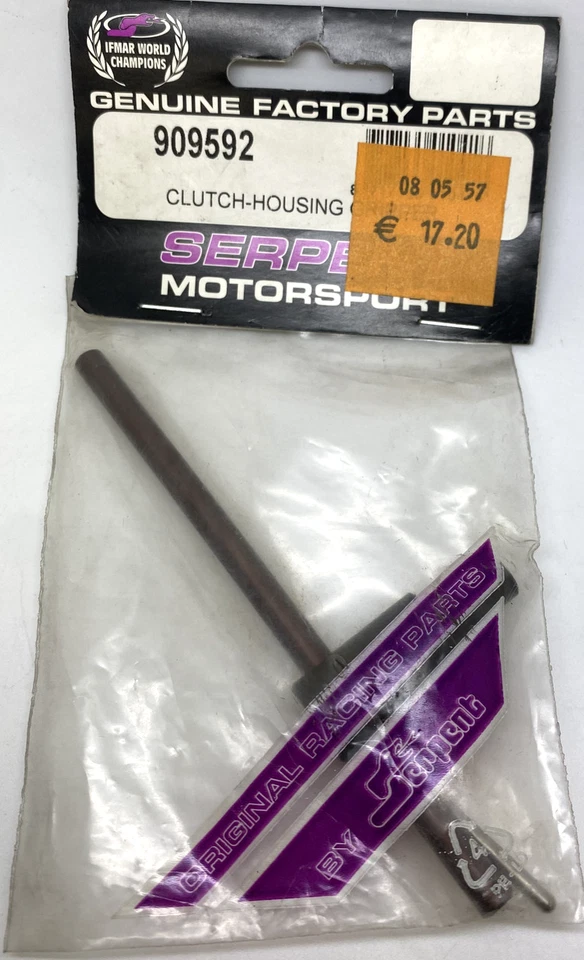 IFMAR WORLD
CHAMPIONS
GENUINE FACTORY PARTS
909592
08 05 57
CLUTCH-HOUSING
€ 17.20
SERPE
MOTORSPORT
ORIGINAL RACING PARTS
BY Serpent